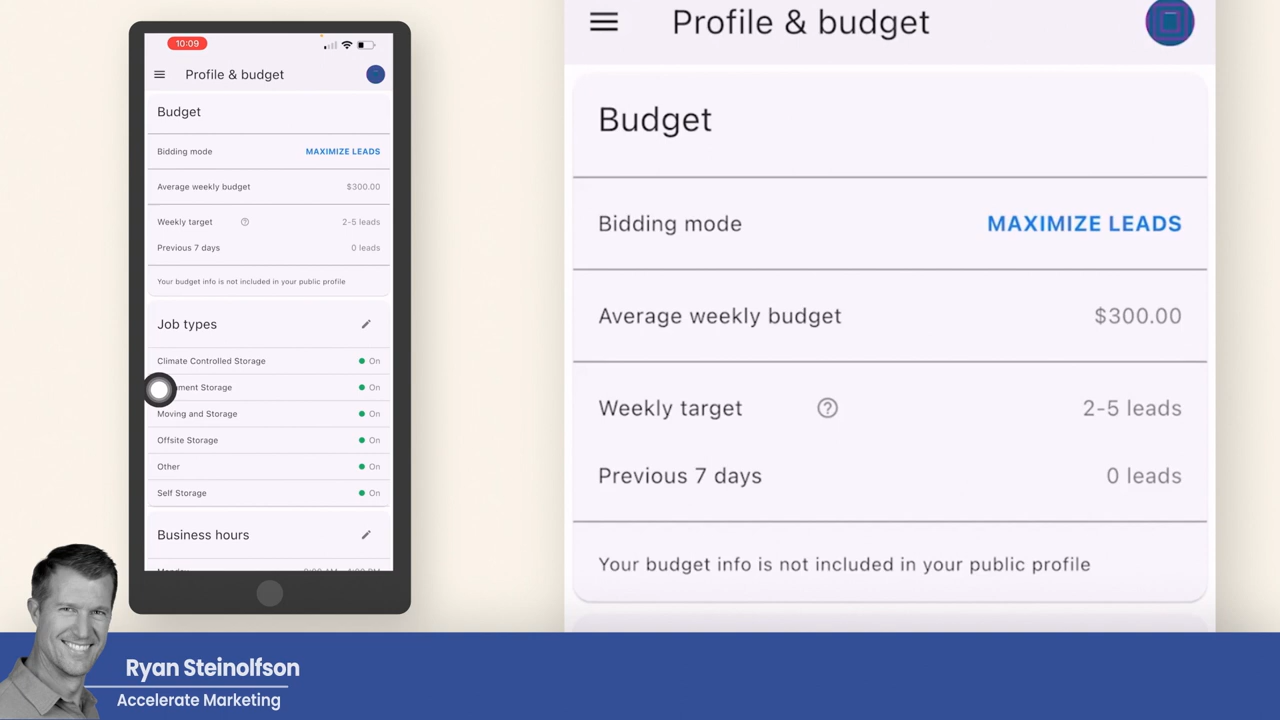 10:09
Profile & budget
Budget
Bidding mode MAXIMIZE LEADS
Average weekly budget $300.00
Weekly target 2-5 leads
Previous 7 days 0 leads
Your budget info is not included in your public profile
Job types
Climate Controlled Storage On
ment Storage On
Moving and Storage On
Offsite Storage On
Other On
Self Storage On
Business hours
Profile & budget
Budget
Bidding mode MAXIMIZE LEADS
Average weekly budget $300.00
Weekly target ? 2-5 leads
Previous 7 days 0 leads
Your budget info is not included in your public profile
Ryan Steinolfson
Accelerate Marketing